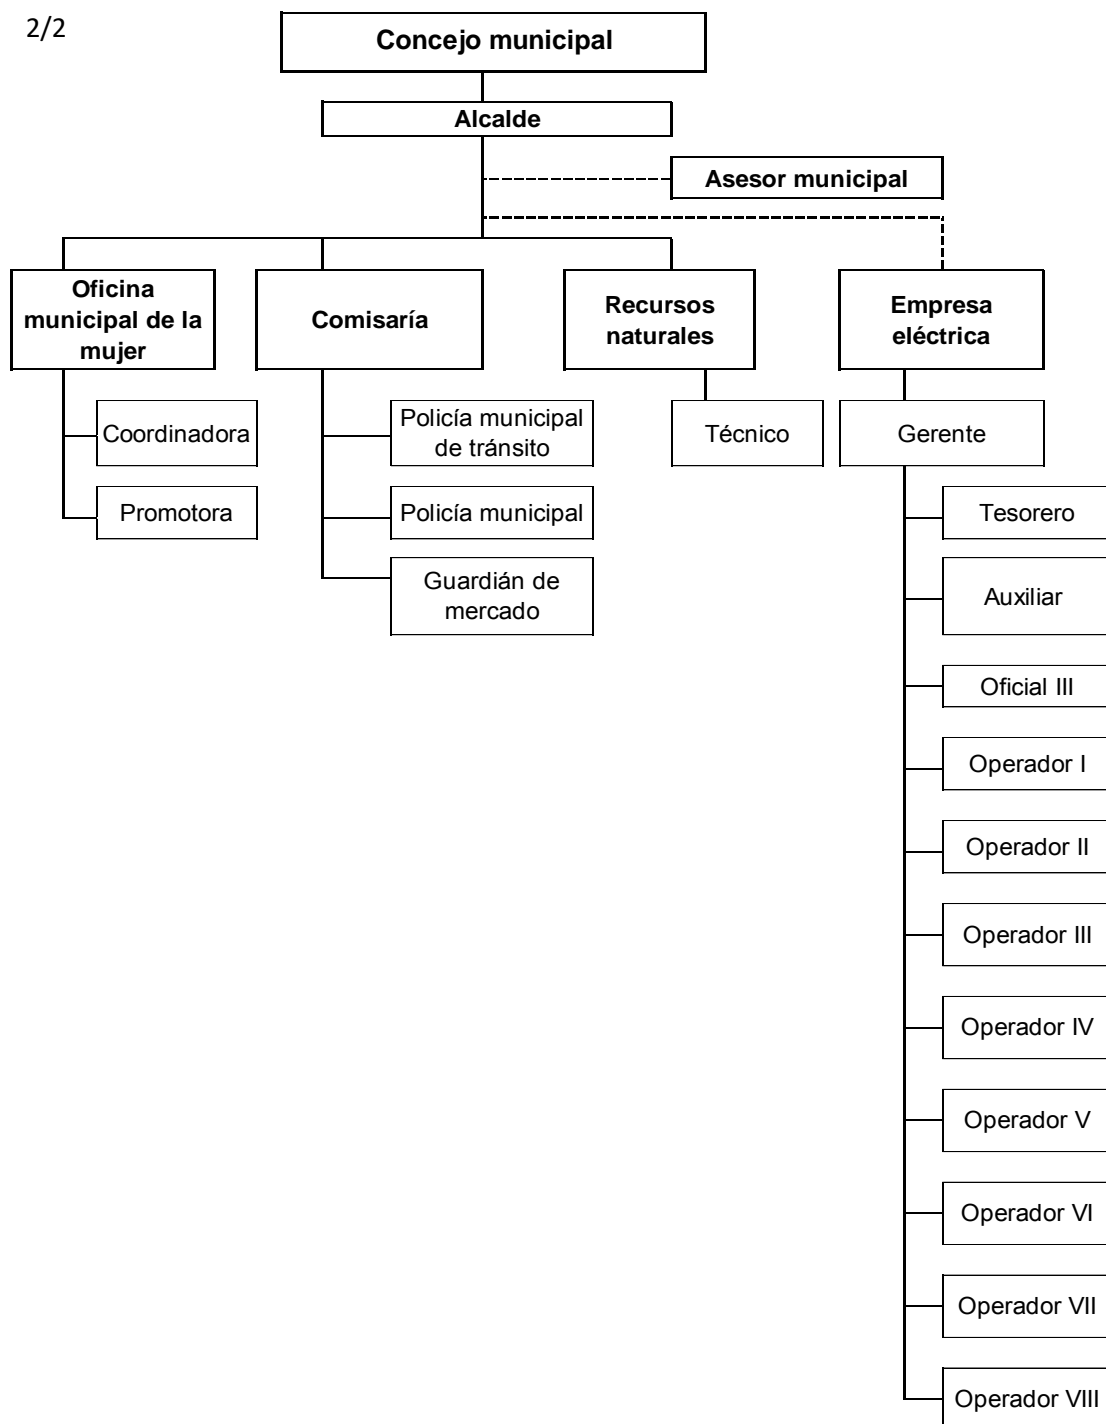 2/2
Concejo municipal
Alcalde
Asesor municipal
Oficina
municipal de la
mujer
Comisaría
Recursos
naturales
Empresa
eléctrica
Coordinadora
Promotora
Policía municipal
de tránsito
Policía municipal
Guardián de
mercado
Técnico
Gerente
Tesorero
Auxiliar
Oficial III
Operador I
Operador II
Operador III
Operador IV
Operador V
Operador VI
Operador VII
Operador VIII